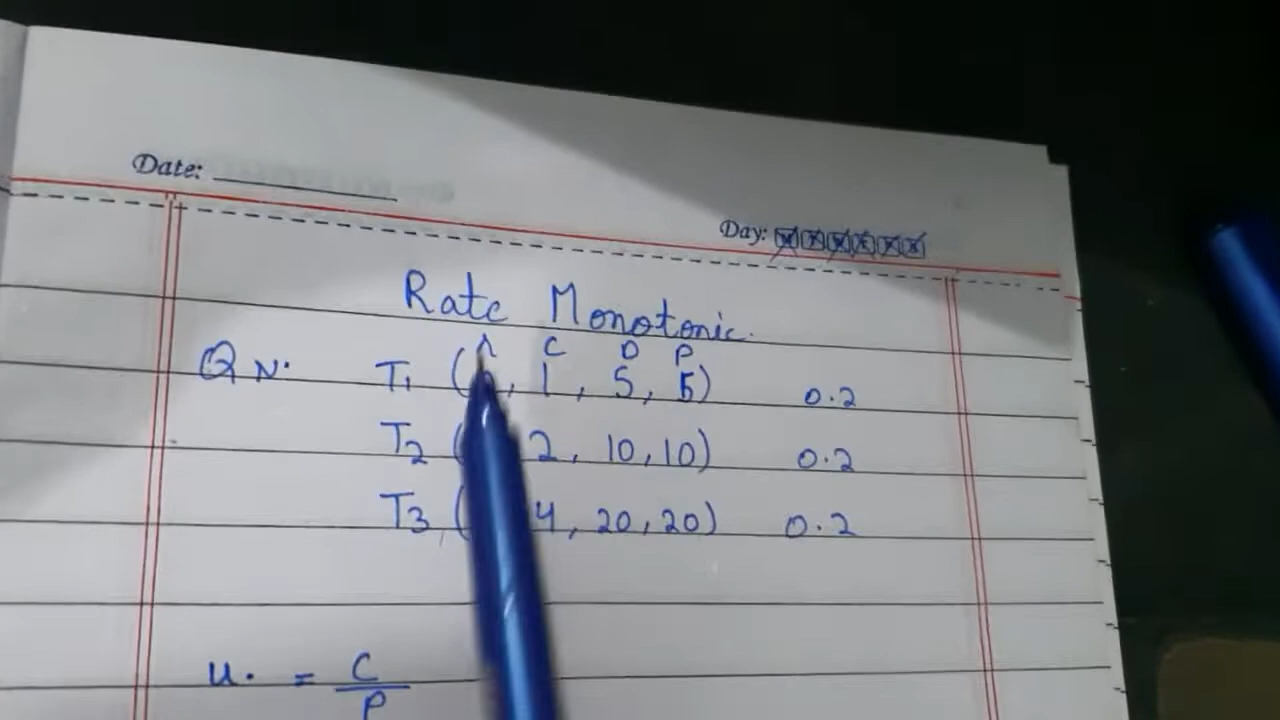 Date:
Day:
Rate Monotonic.
C D P
Q N. T1 ( , 1, 5, 5) 0.2
T2 ( 2, 10, 10) 0.2
T3 ( 4, 20, 20) 0.2
U. = C
P